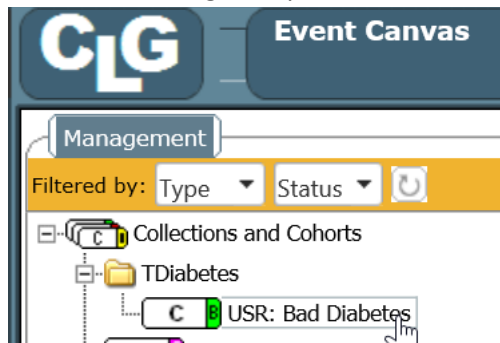 CLG
Event Canvas
Management
Filtered by: Type Status
C Collections and Cohorts
TDiabetes
C B USR: Bad Diabetes